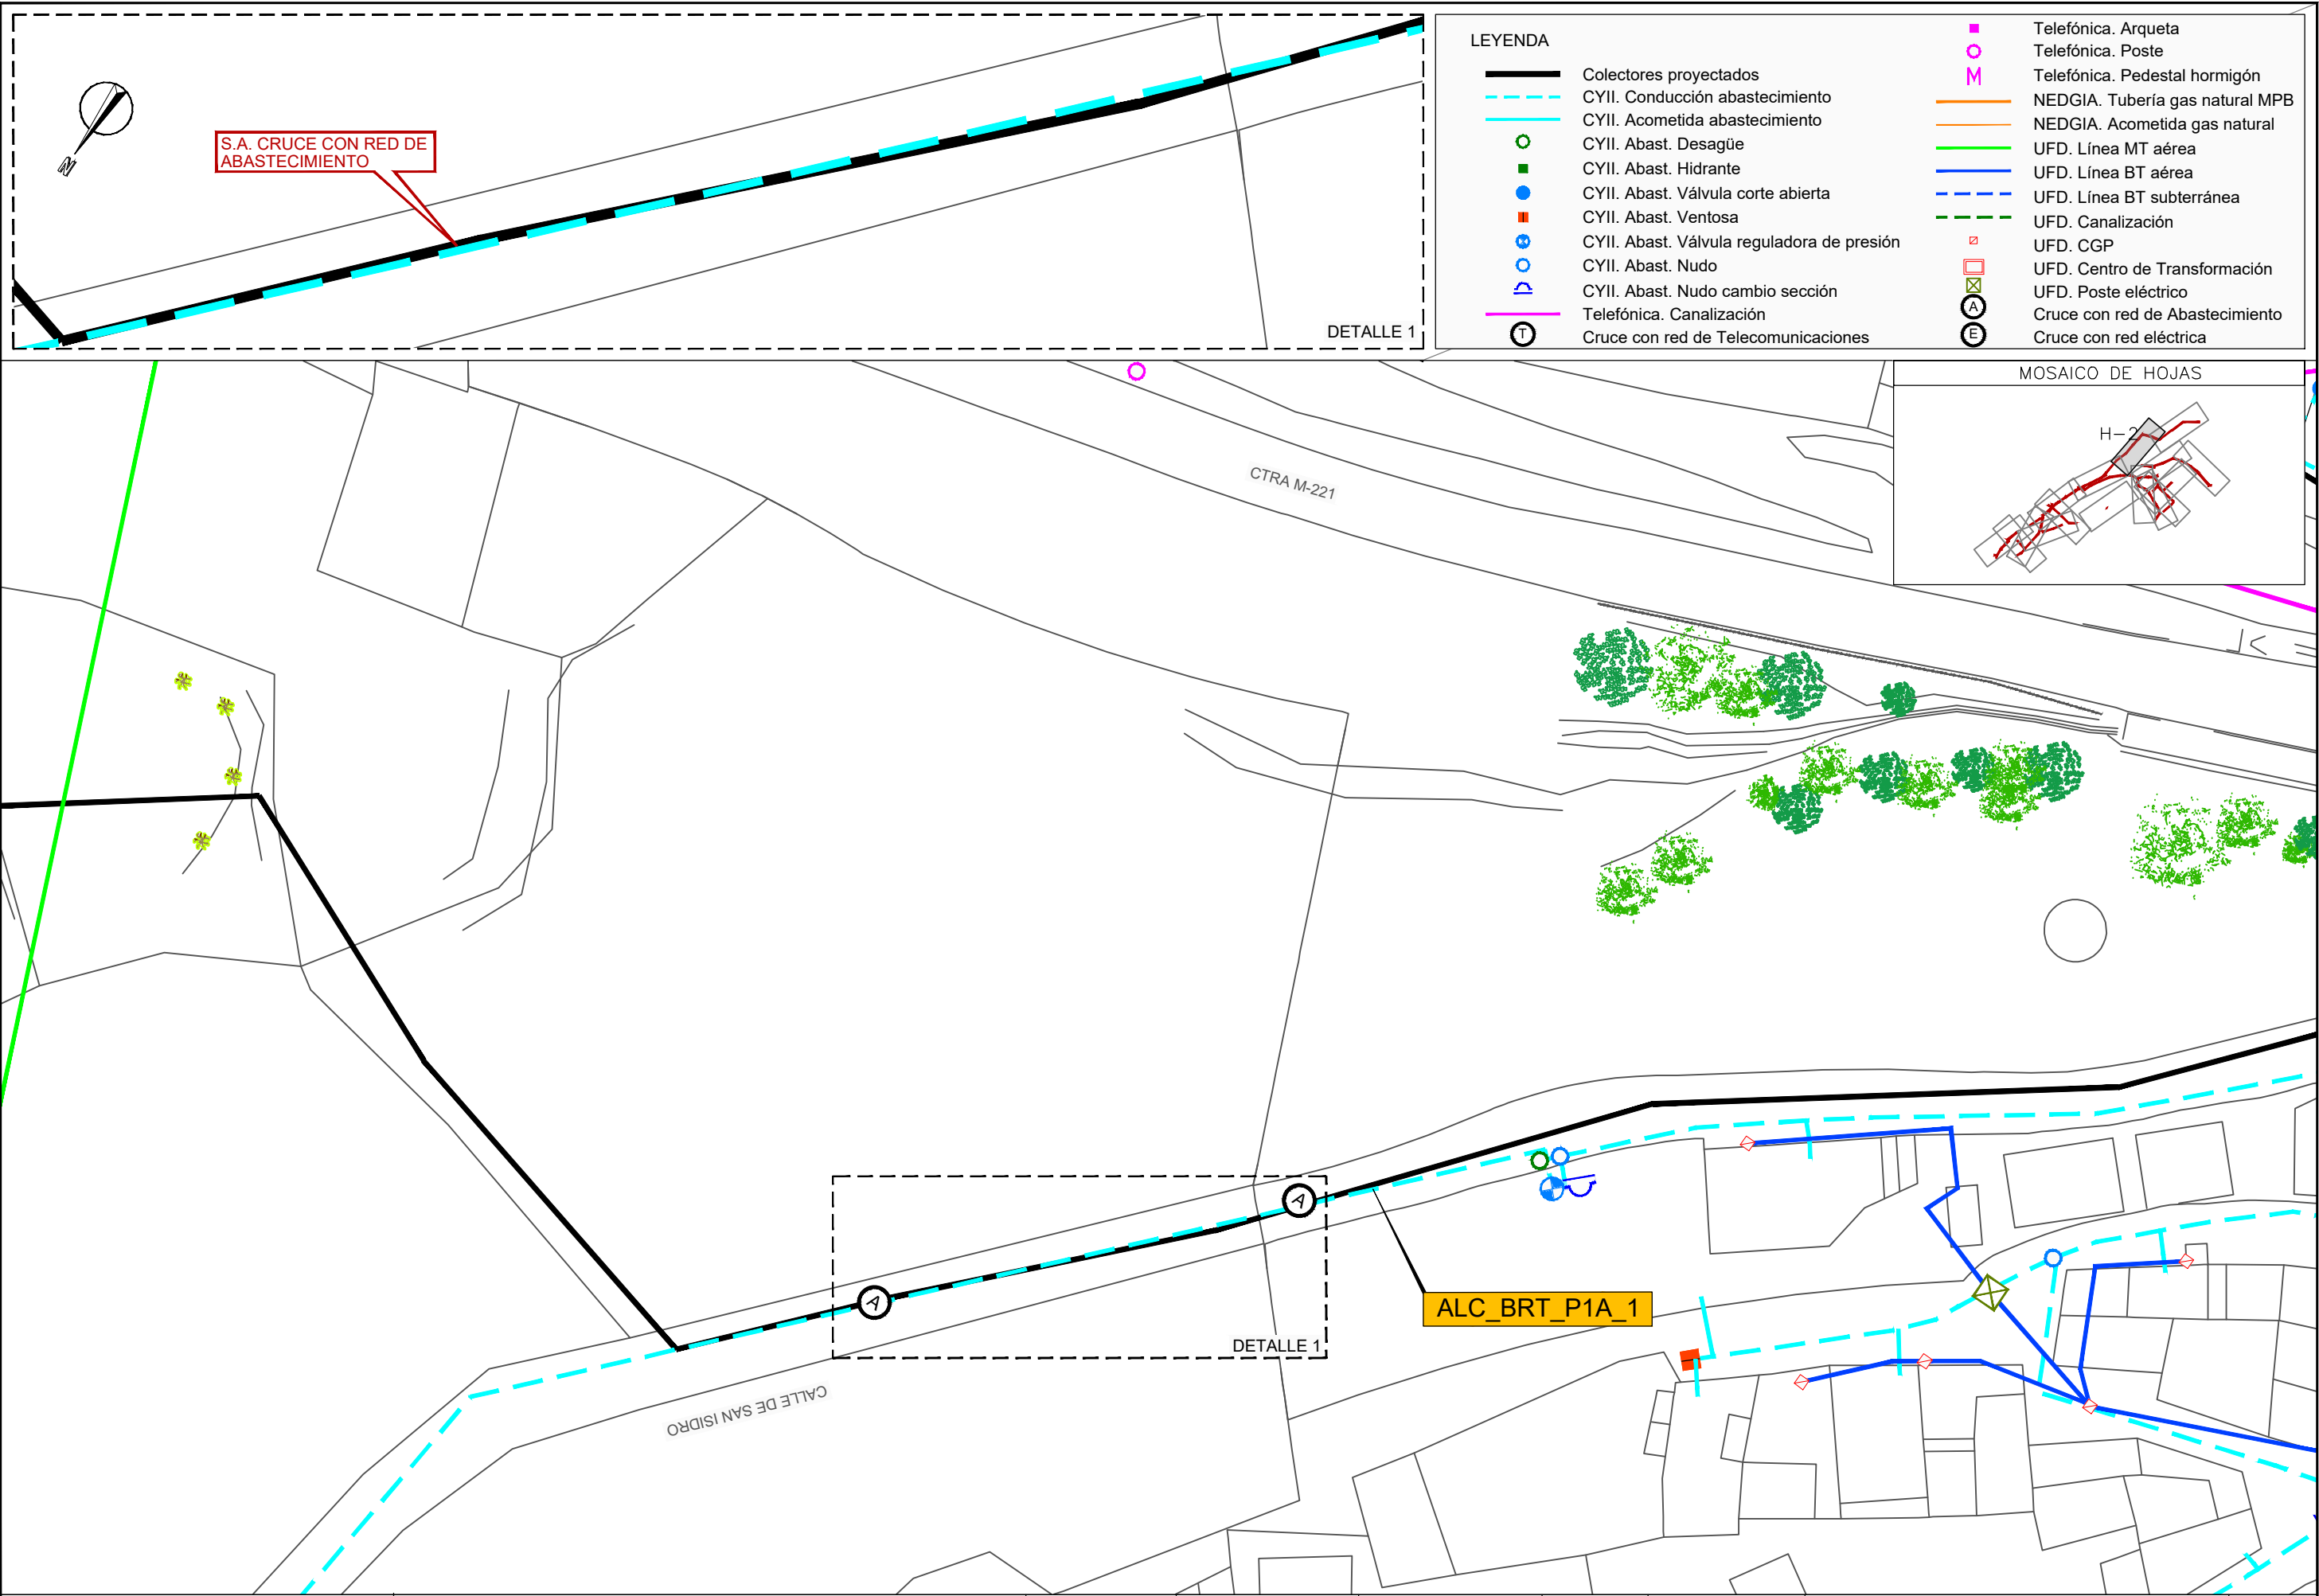 N
S.A. CRUCE CON RED DE
ABASTECIMIENTO
DETALLE 1
LEYENDA
Colectores proyectados
CYII. Conducción abastecimiento
CYII. Acometida abastecimiento
CYII. Abast. Desagüe
CYII. Abast. Hidrante
CYII. Abast. Válvula corte abierta
CYII. Abast. Ventosa
CYII. Abast. Válvula reguladora de presión
CYII. Abast. Nudo
CYII. Abast. Nudo cambio sección
Telefónica. Canalización
T Cruce con red de Telecomunicaciones
Telefónica. Arqueta
Telefónica. Poste
M Telefónica. Pedestal hormigón
NEDGIA. Tubería gas natural MPB
NEDGIA. Acometida gas natural
UFD. Línea MT aérea
UFD. Línea BT aérea
UFD. Línea BT subterránea
UFD. Canalización
UFD. CGP
UFD. Centro de Transformación
UFD. Poste eléctrico
A Cruce con red de Abastecimiento
E Cruce con red eléctrica
MOSAICO DE HOJAS
H-2
CTRA M-221
A
A
ALC_BRT_P1A_1
DETALLE 1
CALLE DE SAN ISIDRO